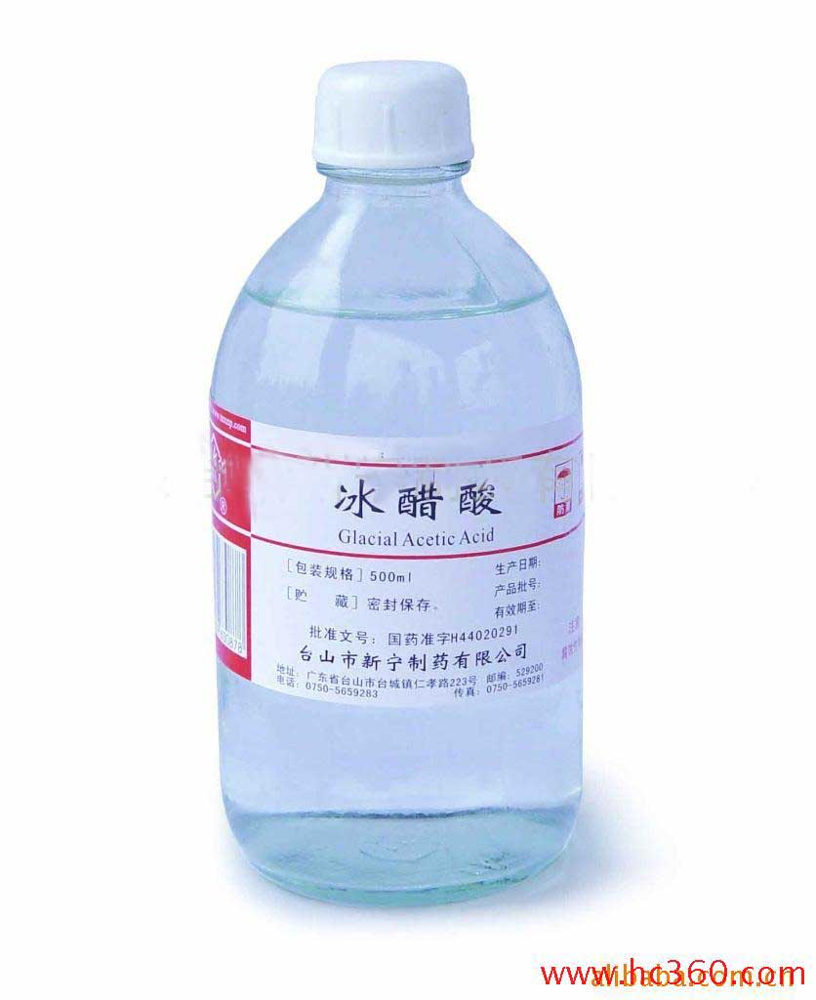 冰醋酸
Glacial Acetic Acid
[包装规格]500ml
[贮 藏]密封保存。
生产日期:
产品批号:
有效期至:
批准文号: 国药准字H44020291
台山市新宁制药有限公司
地址: 广东省台山市台城镇仁孝路223号 邮编: 529200
电话: 0750-5659283 传真: 0750-5659281
www.hc360.com
alibaba.com.cn